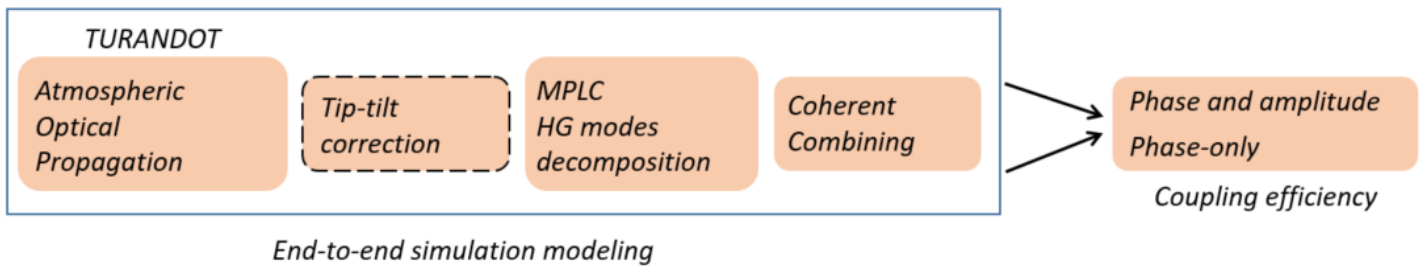 TURANDOT
Atmospheric
Optical
Propagation
Tip-tilt
correction
MPLC
HG modes
decomposition
Coherent
Combining
Phase and amplitude
Phase-only
Coupling efficiency
End-to-end simulation modeling